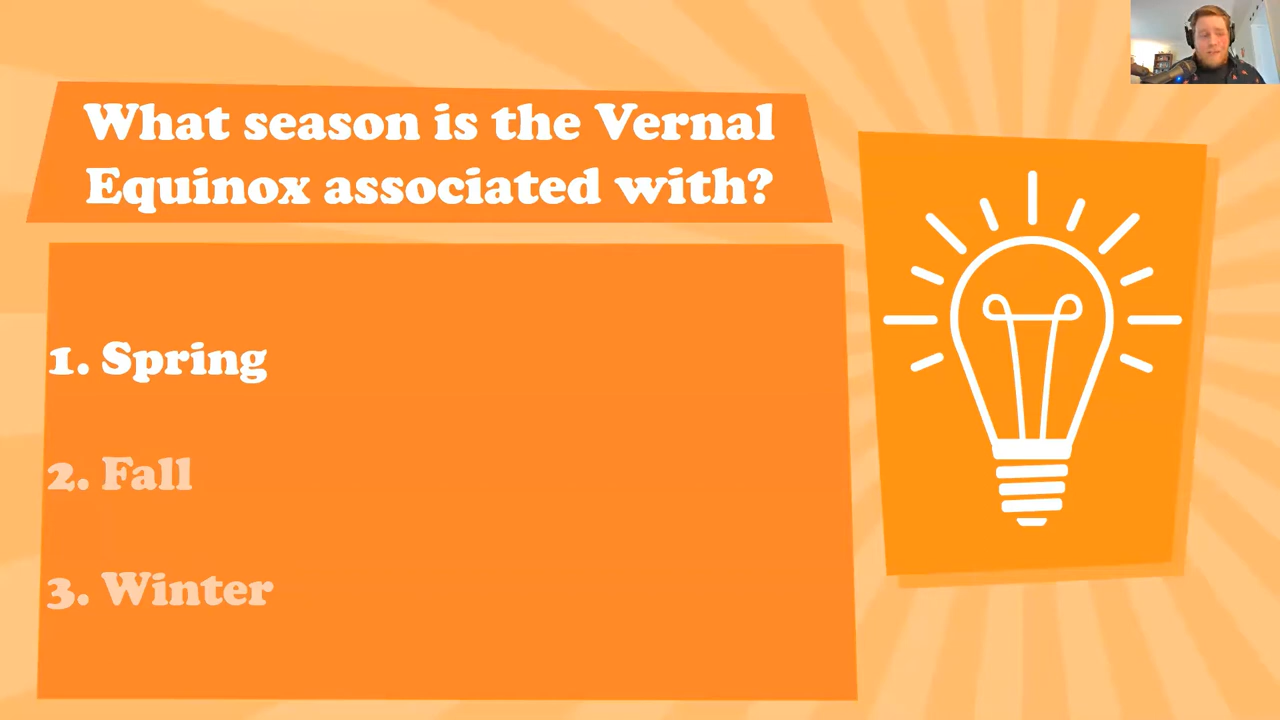 What season is the Vernal
Equinox associated with?
1. Spring
2. Fall
3. Winter